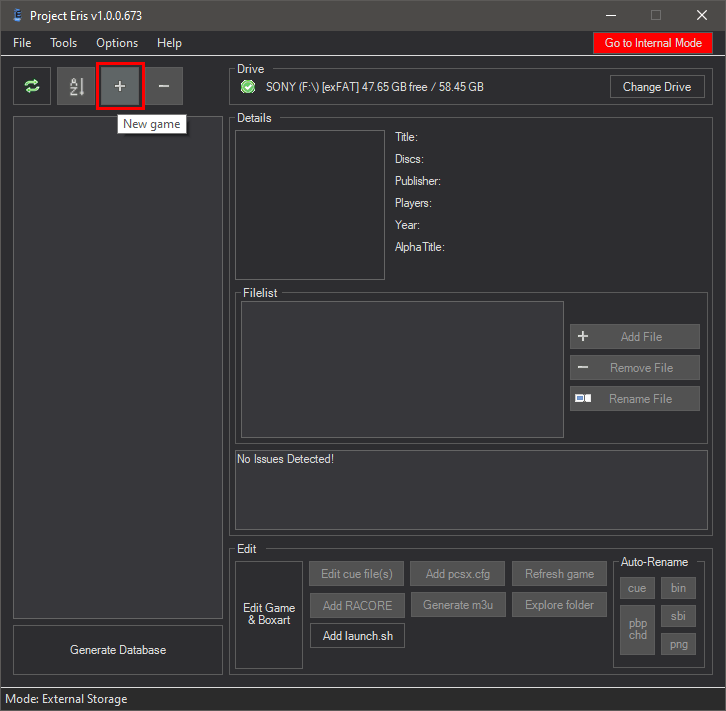 Project Eris v1.0.0.673
File Tools Options Help
Go to Internal Mode
New game
Drive
SONY (F:\) [exFAT] 47.65 GB free / 58.45 GB
Change Drive
Details
Title:
Discs:
Publisher:
Players:
Year:
AlphaTitle:
Filelist
Add File
Remove File
Rename File
No Issues Detected!
Edit
Edit Game
& Boxart
Edit cue file(s)
Add pcsx.cfg
Refresh game
Add RACORE
Generate m3u
Explore folder
Add launch.sh
Auto-Rename
cue
bin
pbp
chd
sbi
png
Generate Database
Mode: External Storage